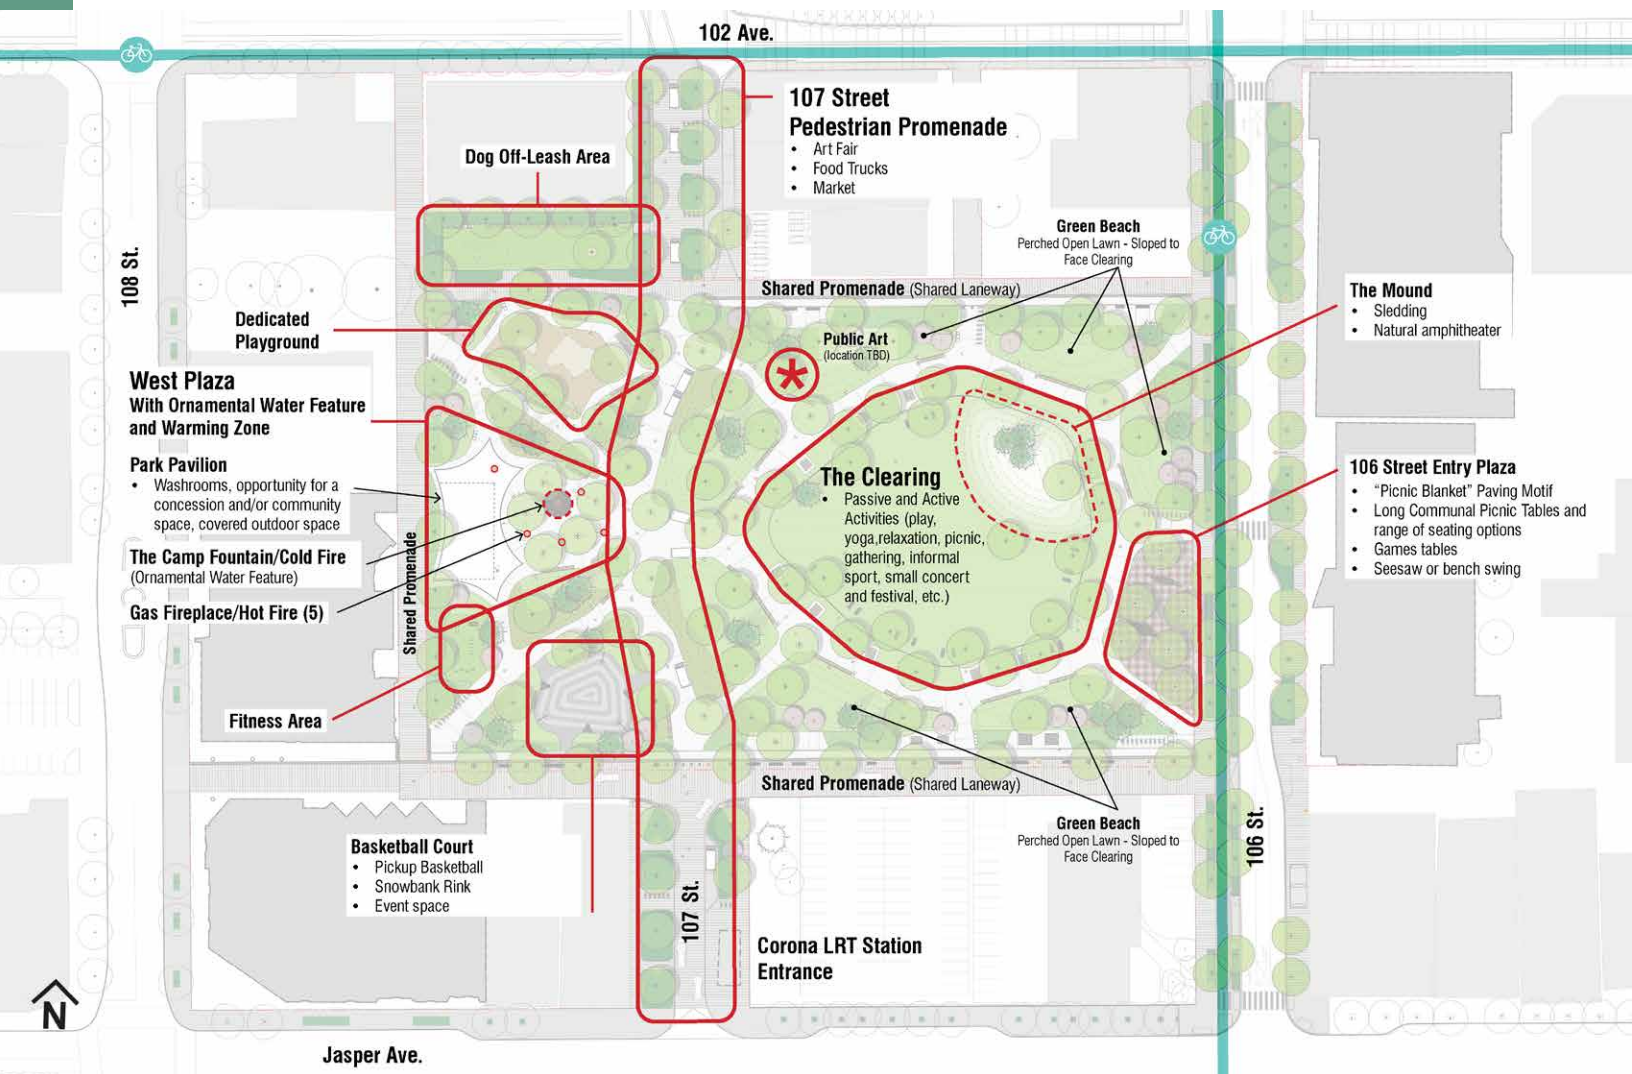 102 Ave.
107 Street
Pedestrian Promenade
• Art Fair
• Food Trucks
• Market
Dog Off-Leash Area
Green Beach
Perched Open Lawn - Sloped to
Face Clearing
108 St.
Shared Promenade (Shared Laneway)
The Mound
• Sledding
• Natural amphitheater
Dedicated
Playground
Public Art
(location TBD)
*
West Plaza
With Ornamental Water Feature
and Warming Zone
Park Pavilion
• Washrooms, opportunity for a
concession and/or community
space, covered outdoor space
The Camp Fountain/Cold Fire
(Ornamental Water Feature)
Gas Fireplace/Hot Fire (5)
Shared Promenade
The Clearing
• Passive and Active
Activities (play,
yoga,relaxation, picnic,
gathering, informal
sport, small concert
and festival, etc.)
106 Street Entry Plaza
• “Picnic Blanket” Paving Motif
• Long Communal Picnic Tables and
range of seating options
• Games tables
• Seesaw or bench swing
Fitness Area
Shared Promenade (Shared Laneway)
Green Beach
Perched Open Lawn - Sloped to
Face Clearing
106 St.
Basketball Court
• Pickup Basketball
• Snowbank Rink
• Event space
107 St.
Corona LRT Station
Entrance
N
Jasper Ave.